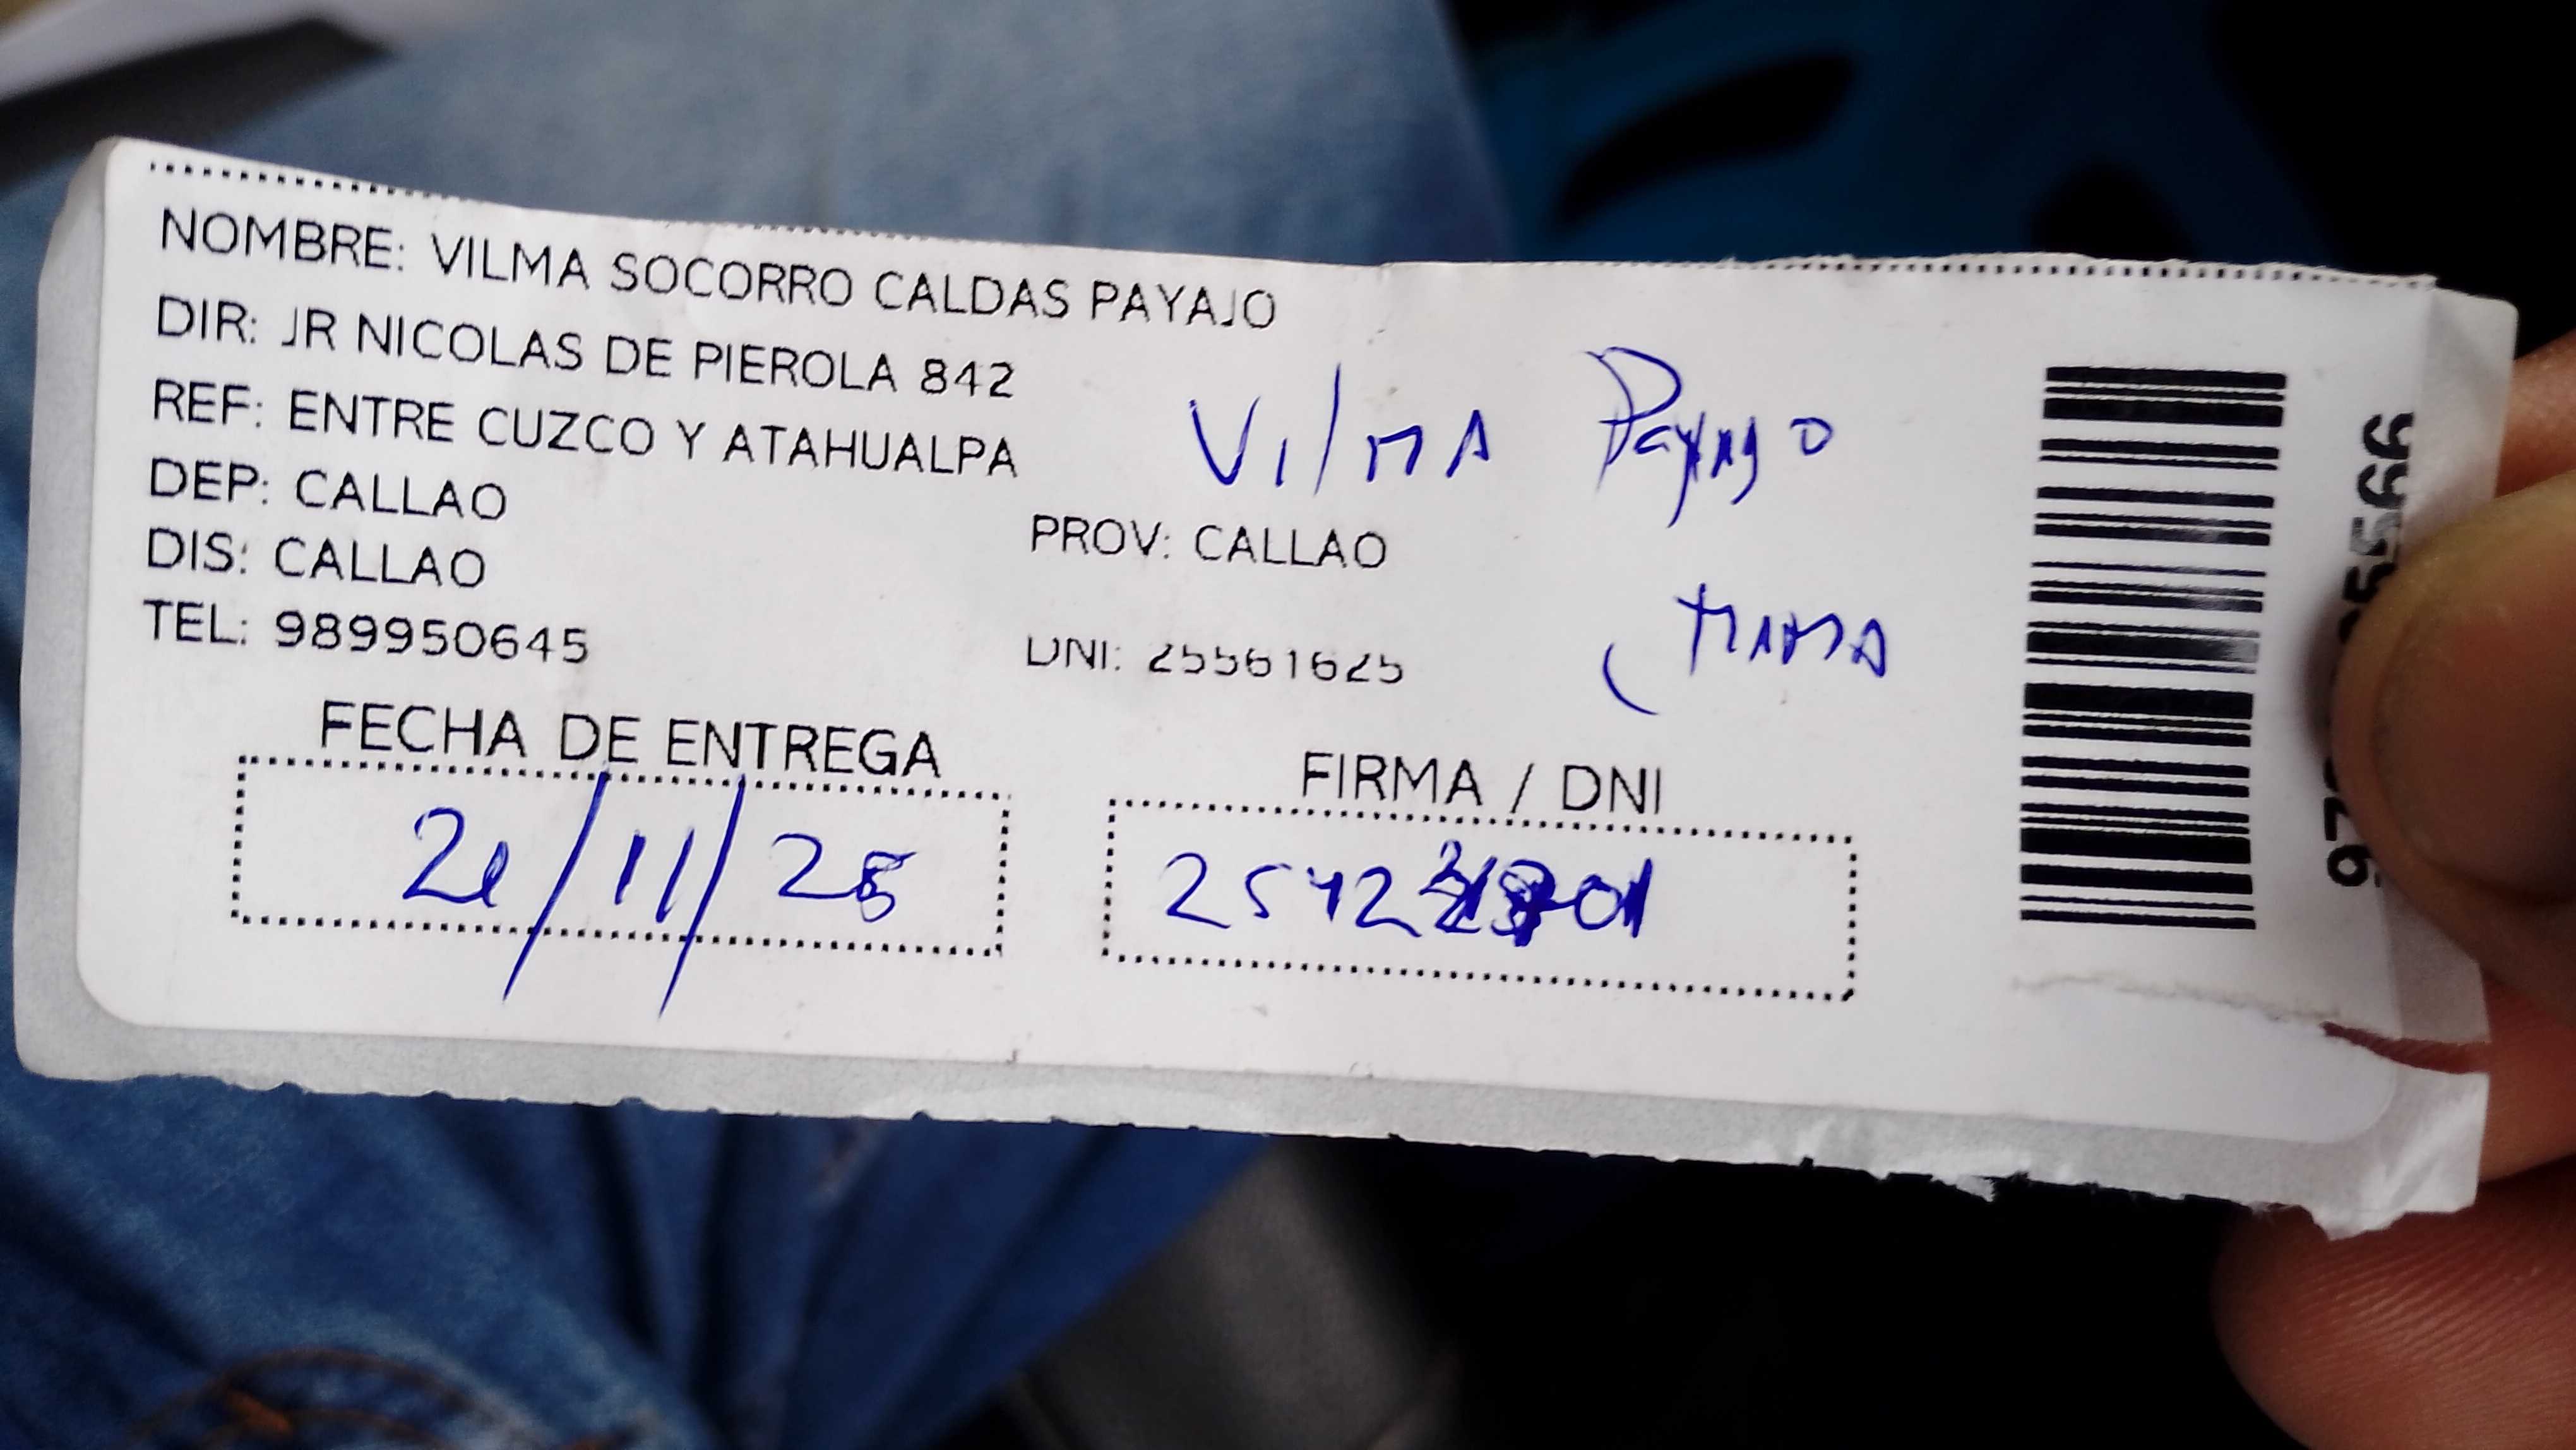 NOMBRE: VILMA SOCORRO CALDAS PAYAJO
DIR: JR NICOLAS DE PIEROLA 842
REF: ENTRE CUZCO Y ATAHUALPA
Vilma Payajo
DEP: CALLAO
PROV: CALLAO
DIS: CALLAO
TEL: 989950645
DNI: 25561625
FECHA DE ENTREGA
FIRMA / DNI
21/11/25